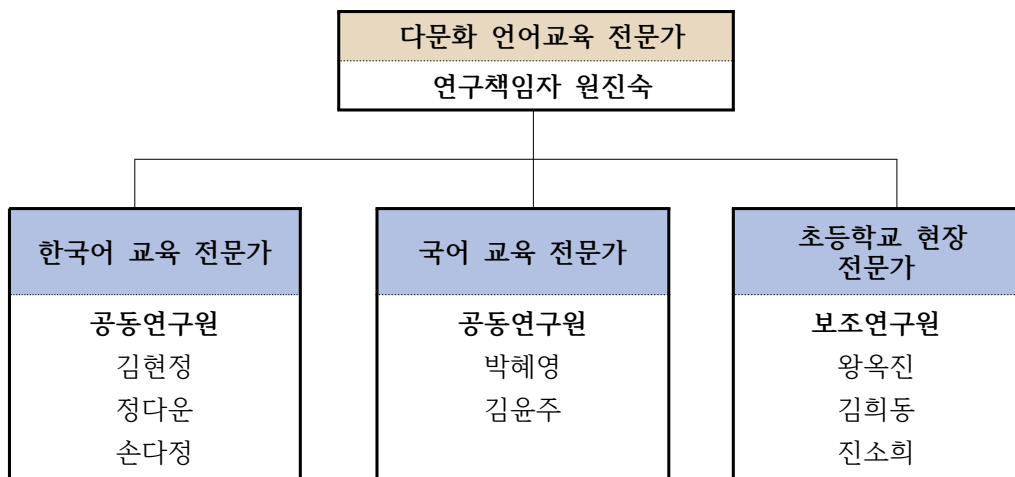 다문화 언어교육 전문가
연구책임자 원진숙
한국어 교육 전문가
공동연구원
김현정
정다운
손다정
국어 교육 전문가
공동연구원
박혜영
김윤주
초등학교 현장
전문가
보조연구원
왕옥진
김희동
진소희